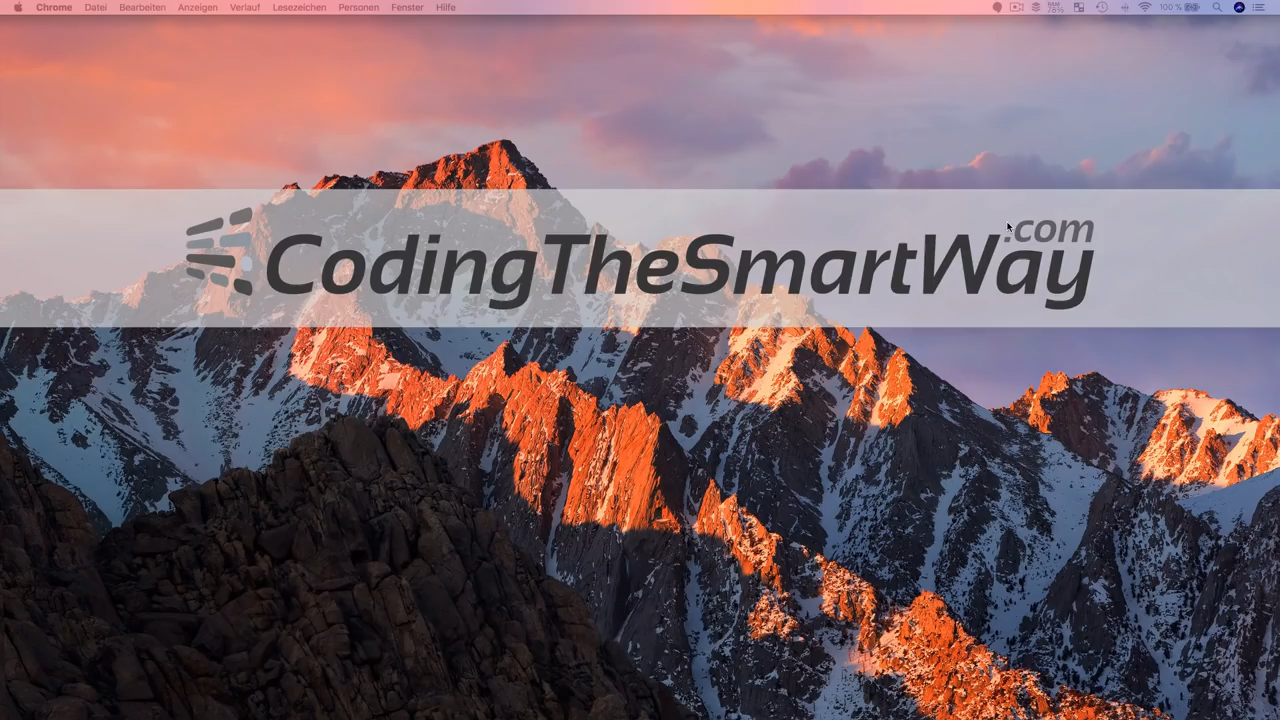 Chrome Datei Bearbeiten Anzeigen Verlauf Lesezeichen Personen Fenster Hilfe 100 %
CodingTheSmartWay.com